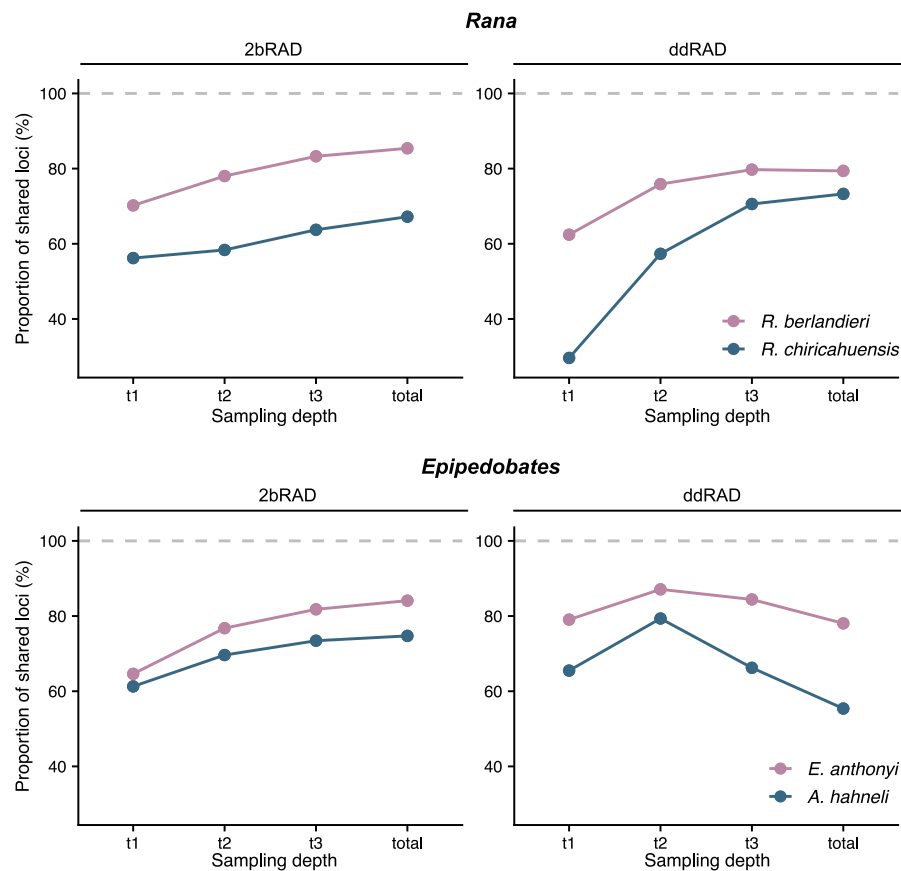 Rana
2bRAD ddRAD
Proportion of shared loci (%)
100 100
80 80
60 60
40 40
R. berlandieri
R. chiricahuensis
t1 t2 t3 total t1 t2 t3 total
Sampling depth Sampling depth
Epipedobates
2bRAD ddRAD
Proportion of shared loci (%)
100 100
80 80
60 60
40 40
E. anthonyi
A. hahneli
t1 t2 t3 total t1 t2 t3 total
Sampling depth Sampling depth